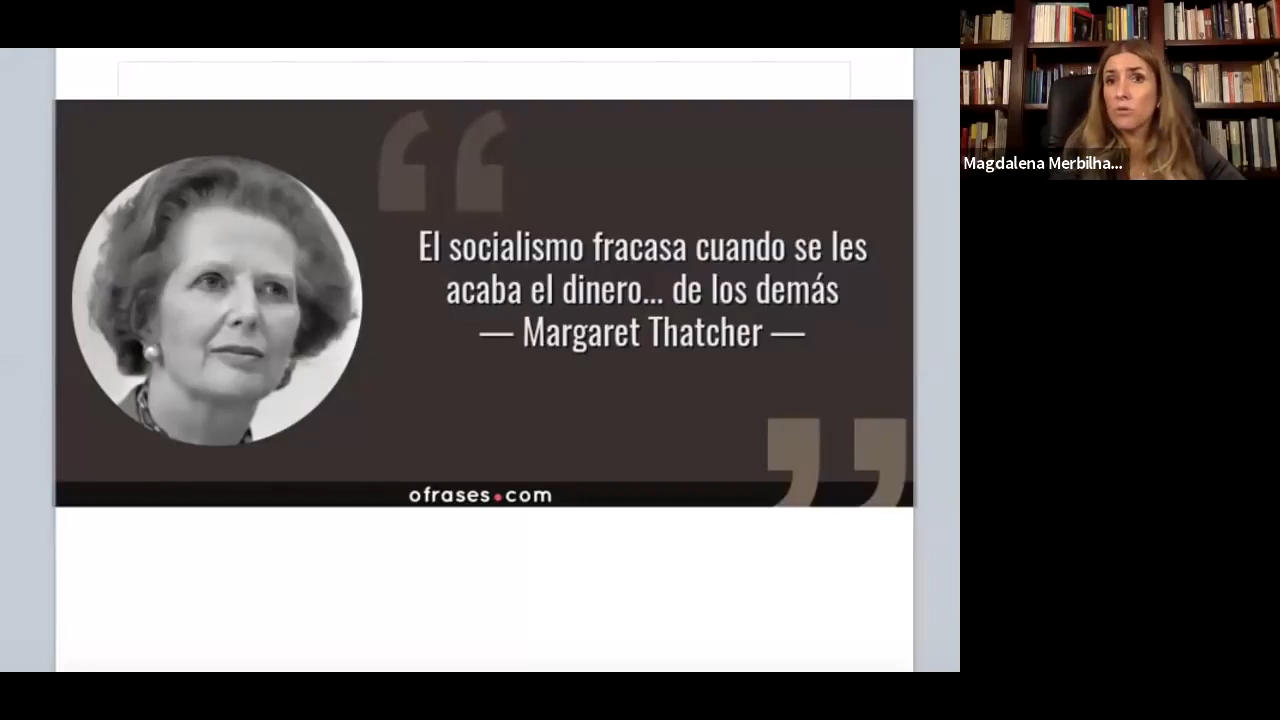 El socialismo fracasa cuando se les
acaba el dinero... de los demás
— Margaret Thatcher —
ofrases.com
Magdalena Merbilha...